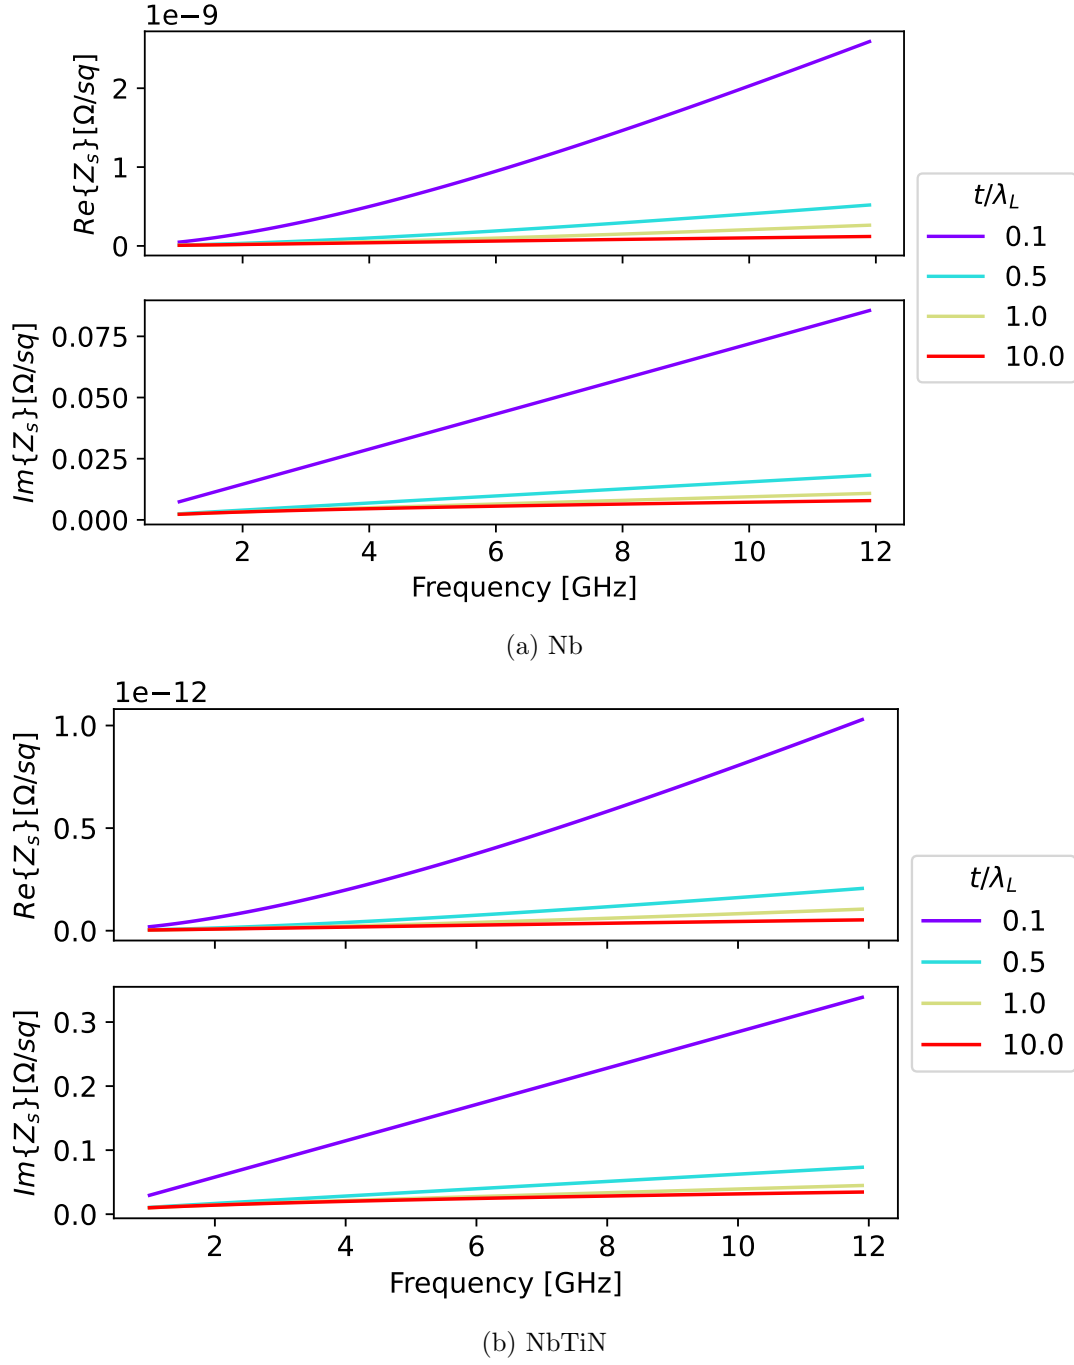 1e−9
Re{Z_s}[Ω/sq]
2
1
0
Im{Z_s}[Ω/sq]
0.075
0.050
0.025
0.000
2 4 6 8 10 12
Frequency [GHz]
t/λ_L
0.1
0.5
1.0
10.0
(a) Nb
1e−12
Re{Z_s}[Ω/sq]
1.0
0.5
0.0
Im{Z_s}[Ω/sq]
0.3
0.2
0.1
0.0
2 4 6 8 10 12
Frequency [GHz]
t/λ_L
0.1
0.5
1.0
10.0
(b) NbTiN